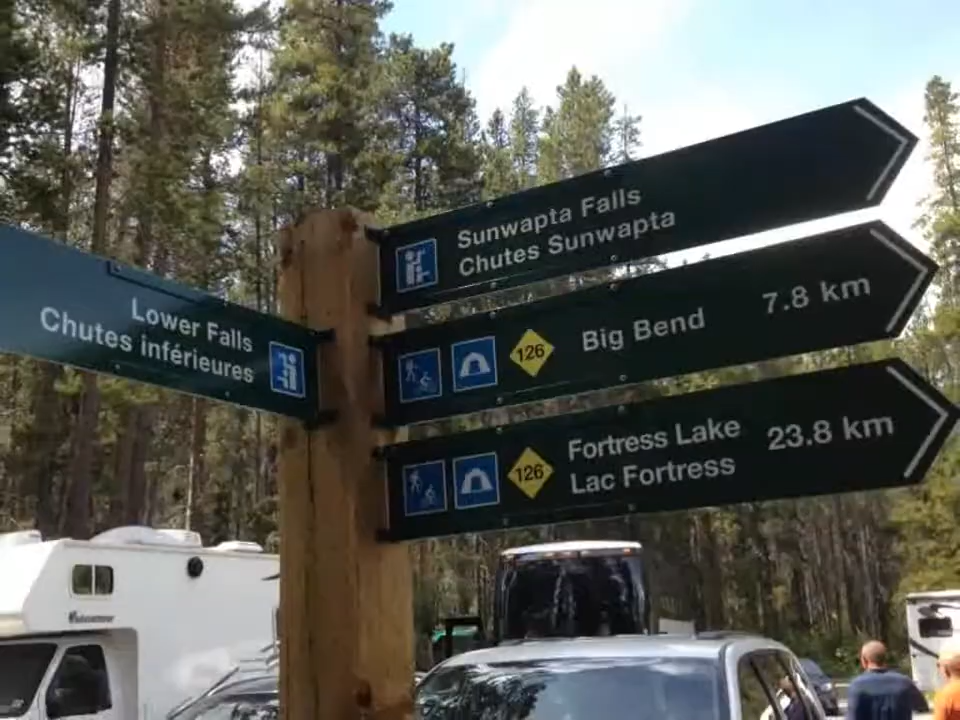 Lower Falls
Chutes inférieures
Sunwapta Falls
Chutes Sunwapta
126
Big Bend
7.8 km
126
Fortress Lake
Lac Fortress
23.8 km